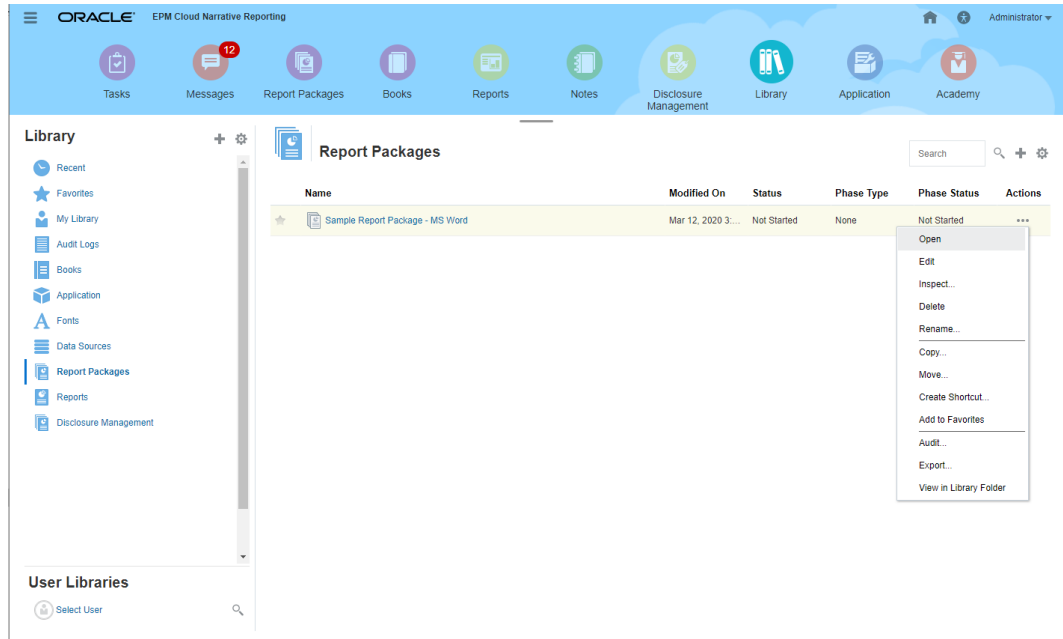 ORACLE EPM Cloud Narrative Reporting Administrator
12
Tasks Messages Report Packages Books Reports Notes Disclosure Management Library Application Academy
Library
Recent
Favorites
My Library
Audit Logs
Books
Application
Fonts
Data Sources
Report Packages
Reports
Disclosure Management
User Libraries
Select User
Report Packages
Search
Name Modified On Status Phase Type Phase Status Actions
Sample Report Package - MS Word Mar 12, 2020 3:... Not Started None Not Started
Open
Edit
Inspect...
Delete
Rename...
Copy...
Move...
Create Shortcut...
Add to Favorites
Audit...
Export...
View in Library Folder